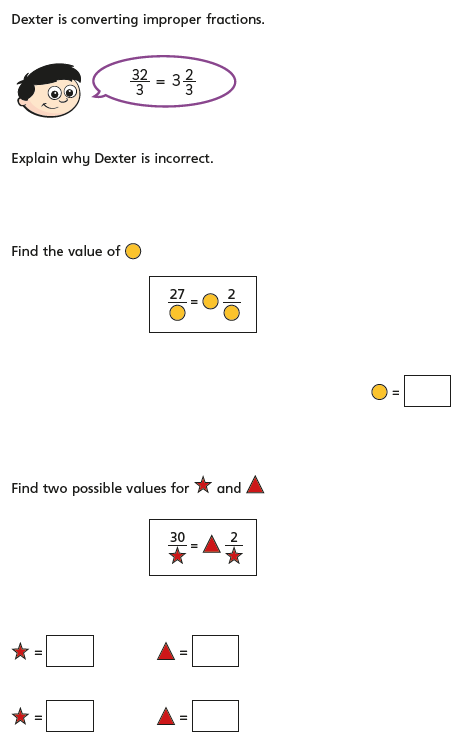 Dexter is converting improper fractions.
32/3 = 3 2/3
Explain why Dexter is incorrect.
Find the value of
27 = 2
=
Find two possible values for and
30 = 2
= =
= =